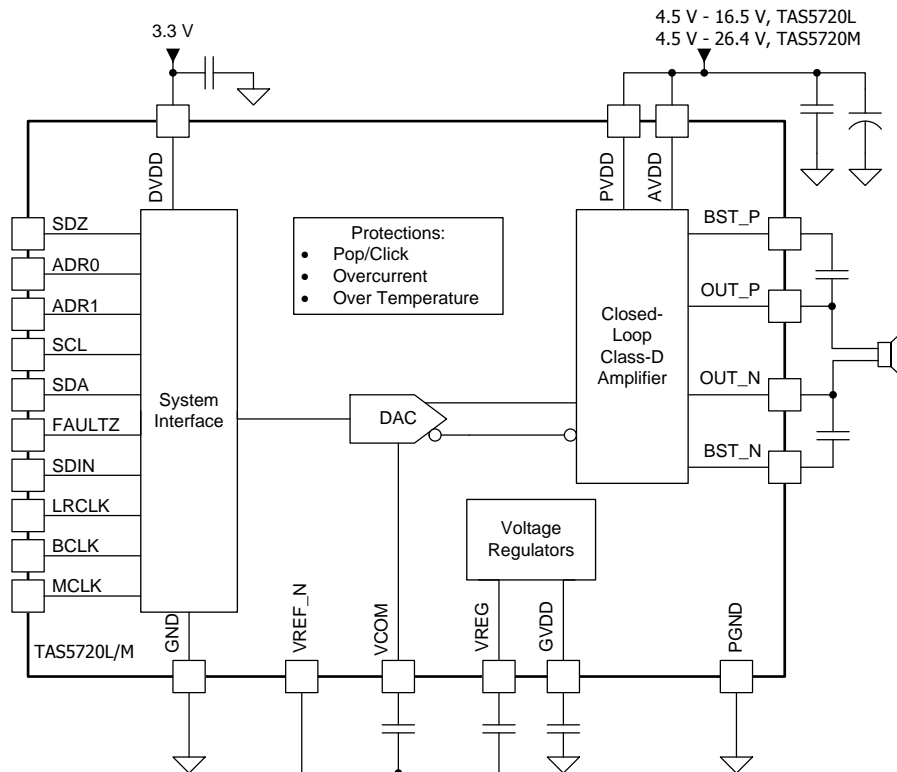 4.5 V - 16.5 V, TAS5720L
3.3 V
4.5 V - 26.4 V, TAS5720M
DVDD
PVDD
AVDD
SDZ
ADR0
ADR1
SCL
SDA
FAULTZ
SDIN
LRCLK
BCLK
MCLK
System
Interface
Protections:
• Pop/Click
• Overcurrent
• Over Temperature
DAC
Closed-
Loop
Class-D
Amplifier
BST_P
OUT_P
OUT_N
BST_N
Voltage
Regulators
TAS5720L/M
GND
VREF_N
VCOM
VREG
GVDD
PGND